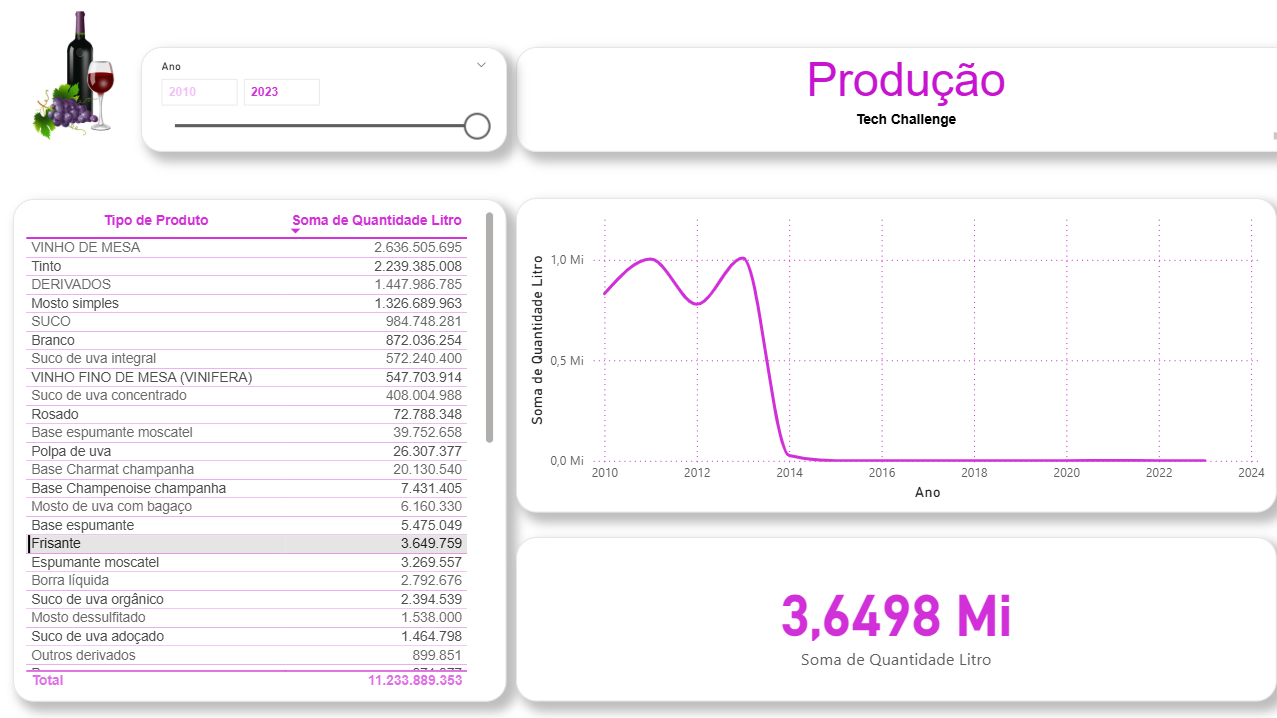 Ano
2010 2023
Produção
Tech Challenge
Tipo de Produto Soma de Quantidade Litro
VINHO DE MESA 2.636.505.695
Tinto 2.239.385.008
DERIVADOS 1.447.986.785
Mosto simples 1.326.689.963
SUCO 984.748.281
Branco 872.036.254
Suco de uva integral 572.240.400
VINHO FINO DE MESA (VINIFERA) 547.703.914
Suco de uva concentrado 408.004.988
Rosado 72.788.348
Base espumante moscatel 39.752.658
Polpa de uva 26.307.377
Base Charmat champanha 20.130.540
Base Champenoise champanha 7.431.405
Mosto de uva com bagaço 6.160.330
Base espumante 5.475.049
Frisante 3.649.759
Espumante moscatel 3.269.557
Borra líquida 2.792.676
Suco de uva orgânico 2.394.539
Mosto dessulfitado 1.538.000
Suco de uva adoçado 1.464.798
Outros derivados 899.851
Total 11.233.889.353
Soma de Quantidade Litro
1,0 Mi
0,5 Mi
0,0 Mi
2010 2012 2014 2016 2018 2020 2022 2024
Ano
3,6498 Mi
Soma de Quantidade Litro